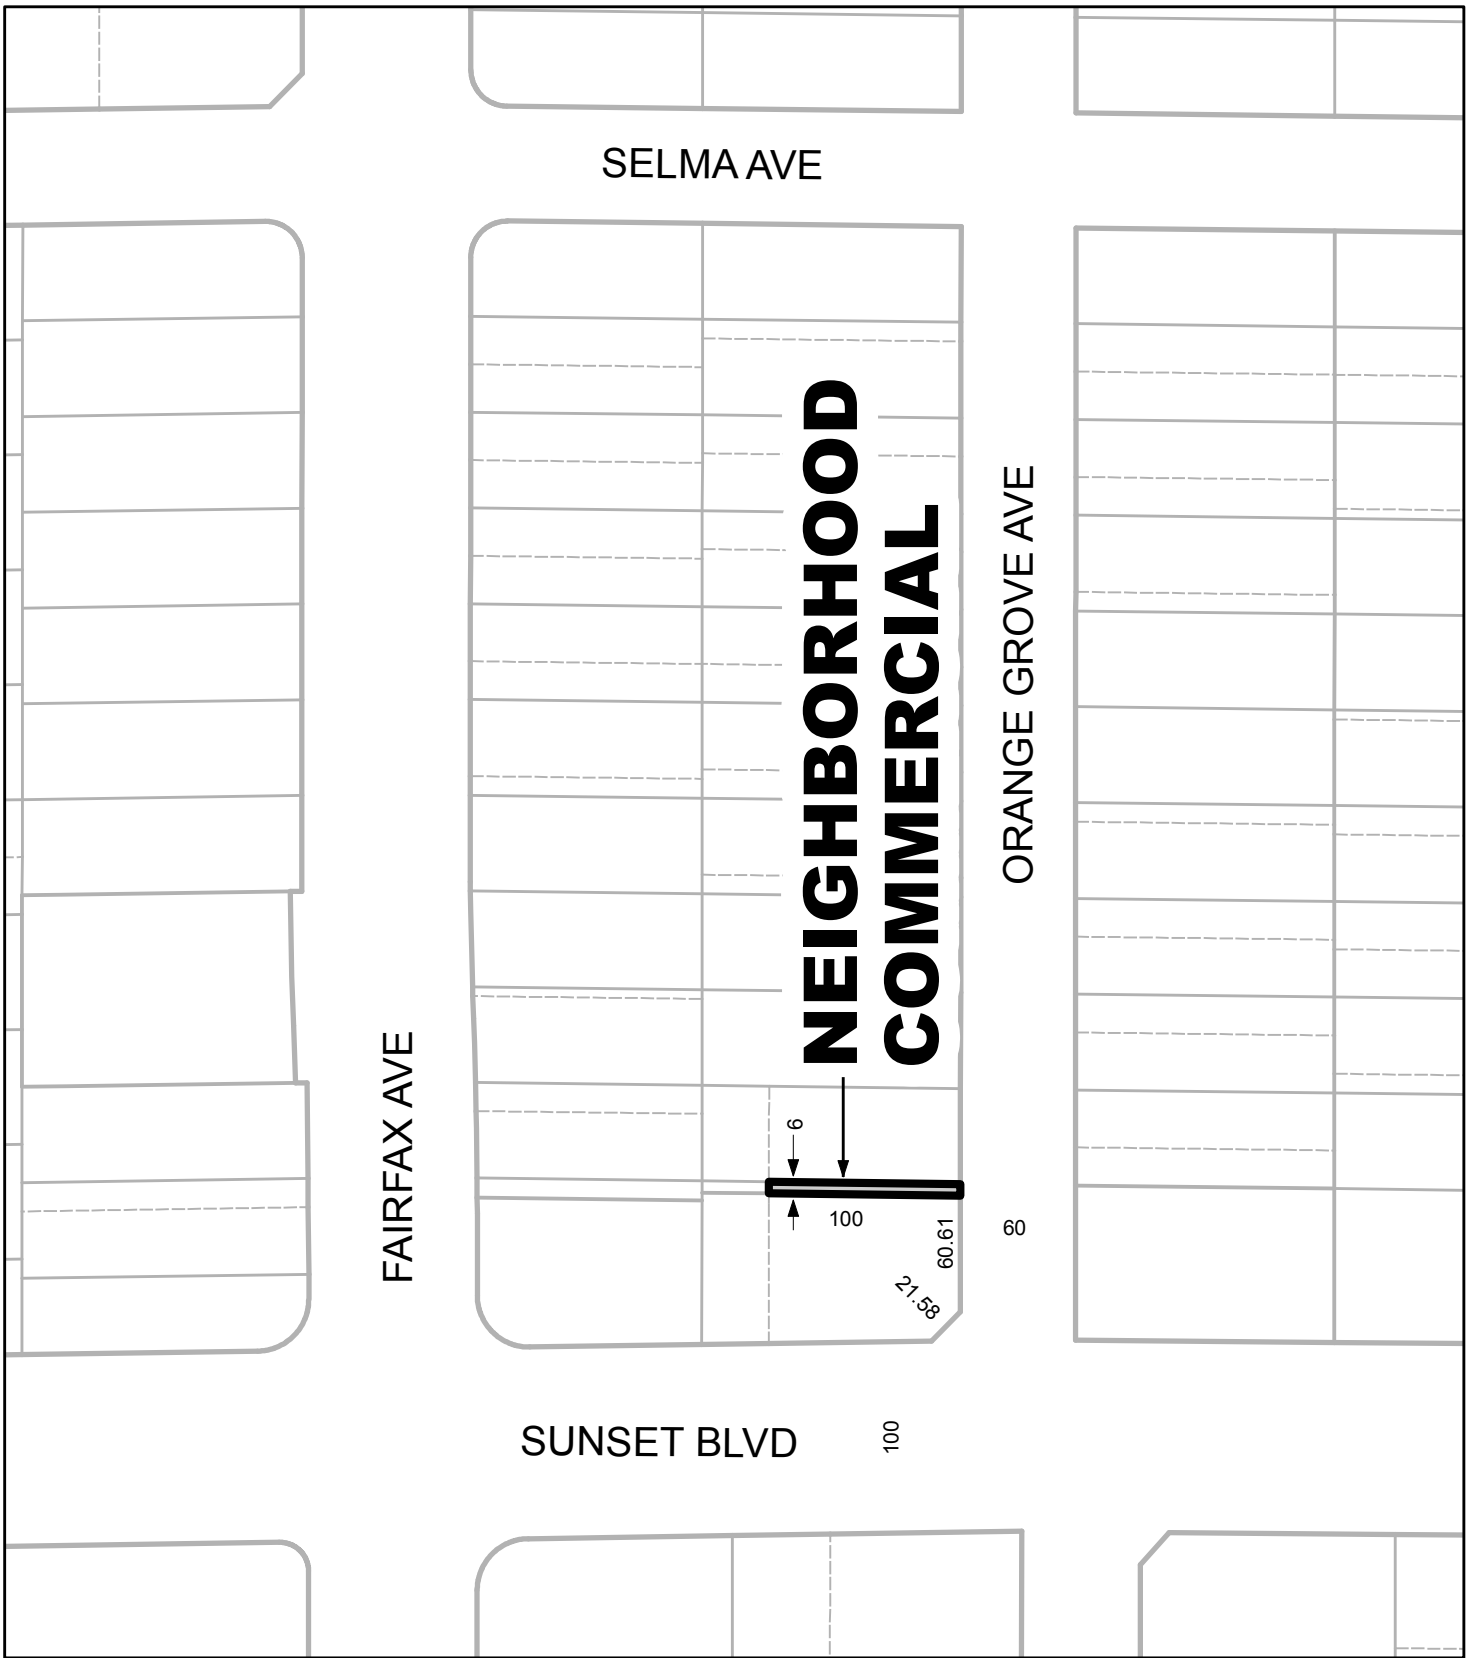 SELMA AVE
NEIGHBORHOOD
COMMERCIAL
ORANGE GROVE AVE
FAIRFAX AVE
6
100
60.61
60
21.58
SUNSET BLVD
100